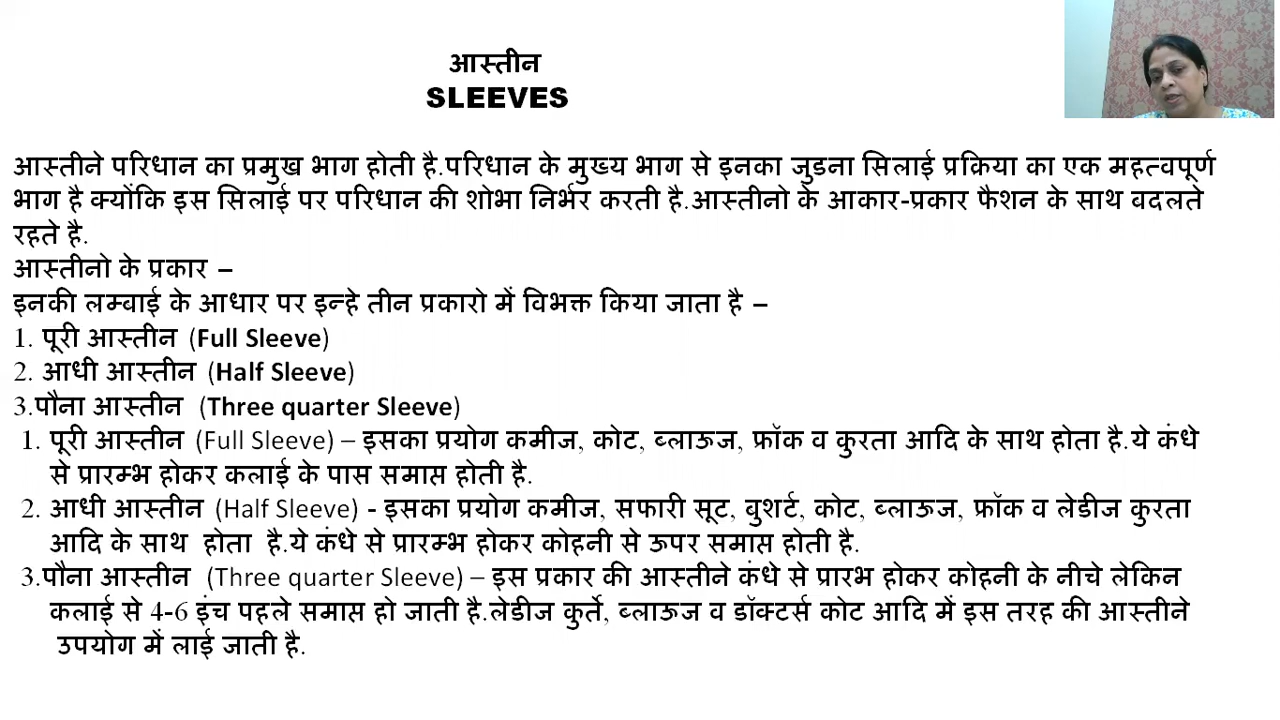 आस्तीन
SLEEVES
आस्तीने परिधान का प्रमुख भाग होती है.परिधान के मुख्य भाग से इनका जुडना सिलाई प्रक्रिया का एक महत्वपूर्ण
भाग है क्योंकि इस सिलाई पर परिधान की शोभा निर्भर करती है.आस्तीनो के आकार-प्रकार फैशन के साथ बदलते
रहते है.
आस्तीनो के प्रकार –
इनकी लम्बाई के आधार पर इन्हे तीन प्रकारो में विभक्त किया जाता है –
1. पूरी आस्तीन (Full Sleeve)
2. आधी आस्तीन (Half Sleeve)
3.पौना आस्तीन (Three quarter Sleeve)
1. पूरी आस्तीन (Full Sleeve) – इसका प्रयोग कमीज, कोट, ब्लाऊज, फ्रॉक व कुरता आदि के साथ होता है.ये कंधे
से प्रारम्भ होकर कलाई के पास समाप्त होती है.
2. आधी आस्तीन (Half Sleeve) - इसका प्रयोग कमीज, सफारी सूट, बुशर्ट, कोट, ब्लाऊज, फ्रॉक व लेडीज कुरता
आदि के साथ होता है.ये कंधे से प्रारम्भ होकर कोहनी से ऊपर समाप्त होती है.
3.पौना आस्तीन (Three quarter Sleeve) – इस प्रकार की आस्तीने कंधे से प्रारभ होकर कोहनी के नीचे लेकिन
कलाई से 4-6 इंच पहले समाप्त हो जाती है.लेडीज कुर्ते, ब्लाऊज व डॉक्टर्स कोट आदि में इस तरह की आस्तीने
उपयोग में लाई जाती है.